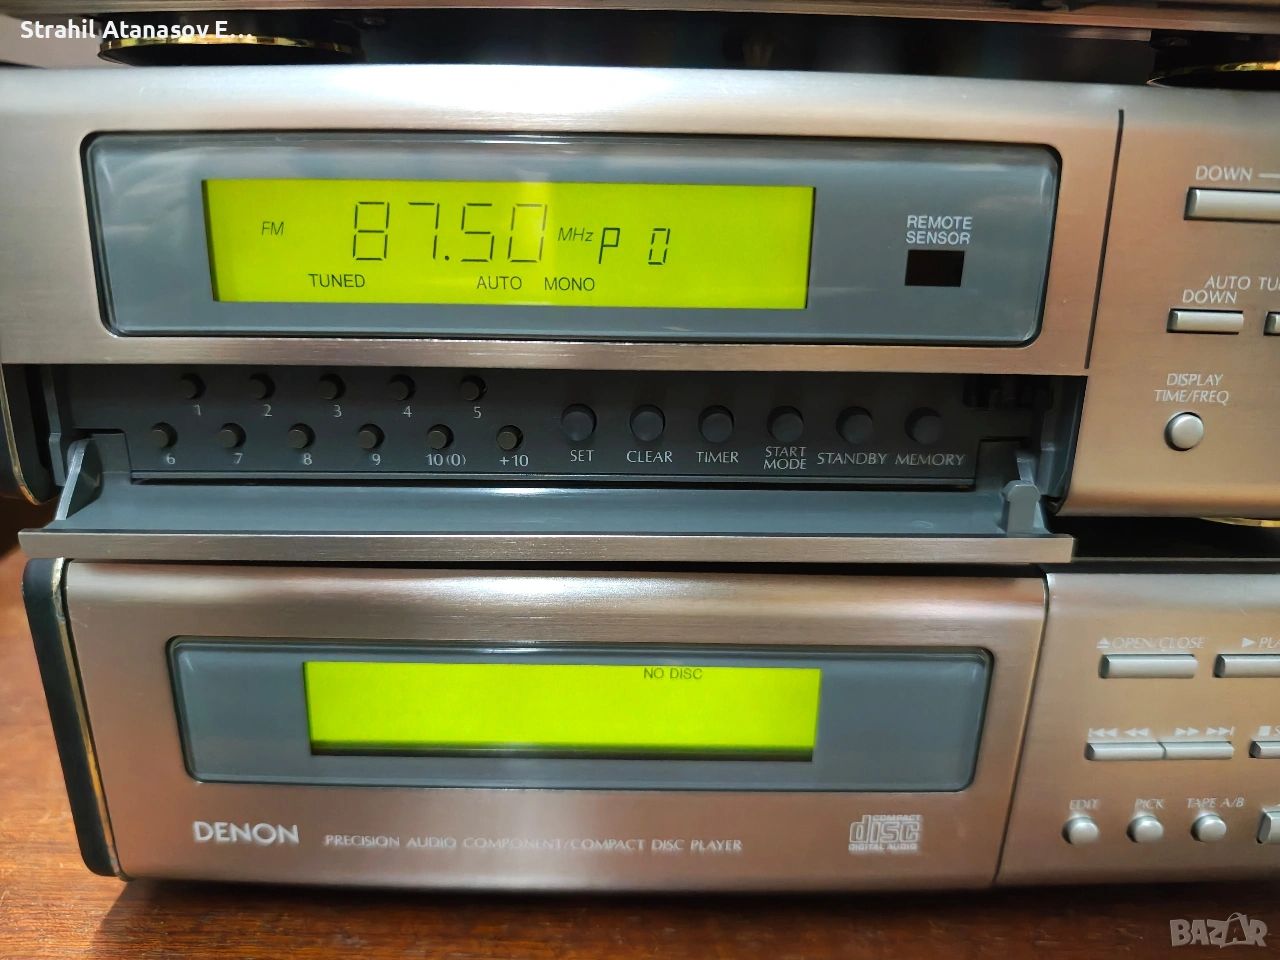 Strahil Atanasov E...
DOWN
FM 87.50 MHz P 0
TUNED AUTO MONO
REMOTE
SENSOR
AUTO
DOWN
DISPLAY
TIME/FREQ
1 2 3 4 5
6 7 8 9 10(0) +10
SET CLEAR TIMER START MODE STANDBY MEMORY
NO DISC
OPEN/CLOSE
EDIT PICK TAPE A/B
DENON PRECISION AUDIO COMPONENT/COMPACT DISC PLAYER
COMPACT
disc
DIGITAL AUDIO
BAZAR